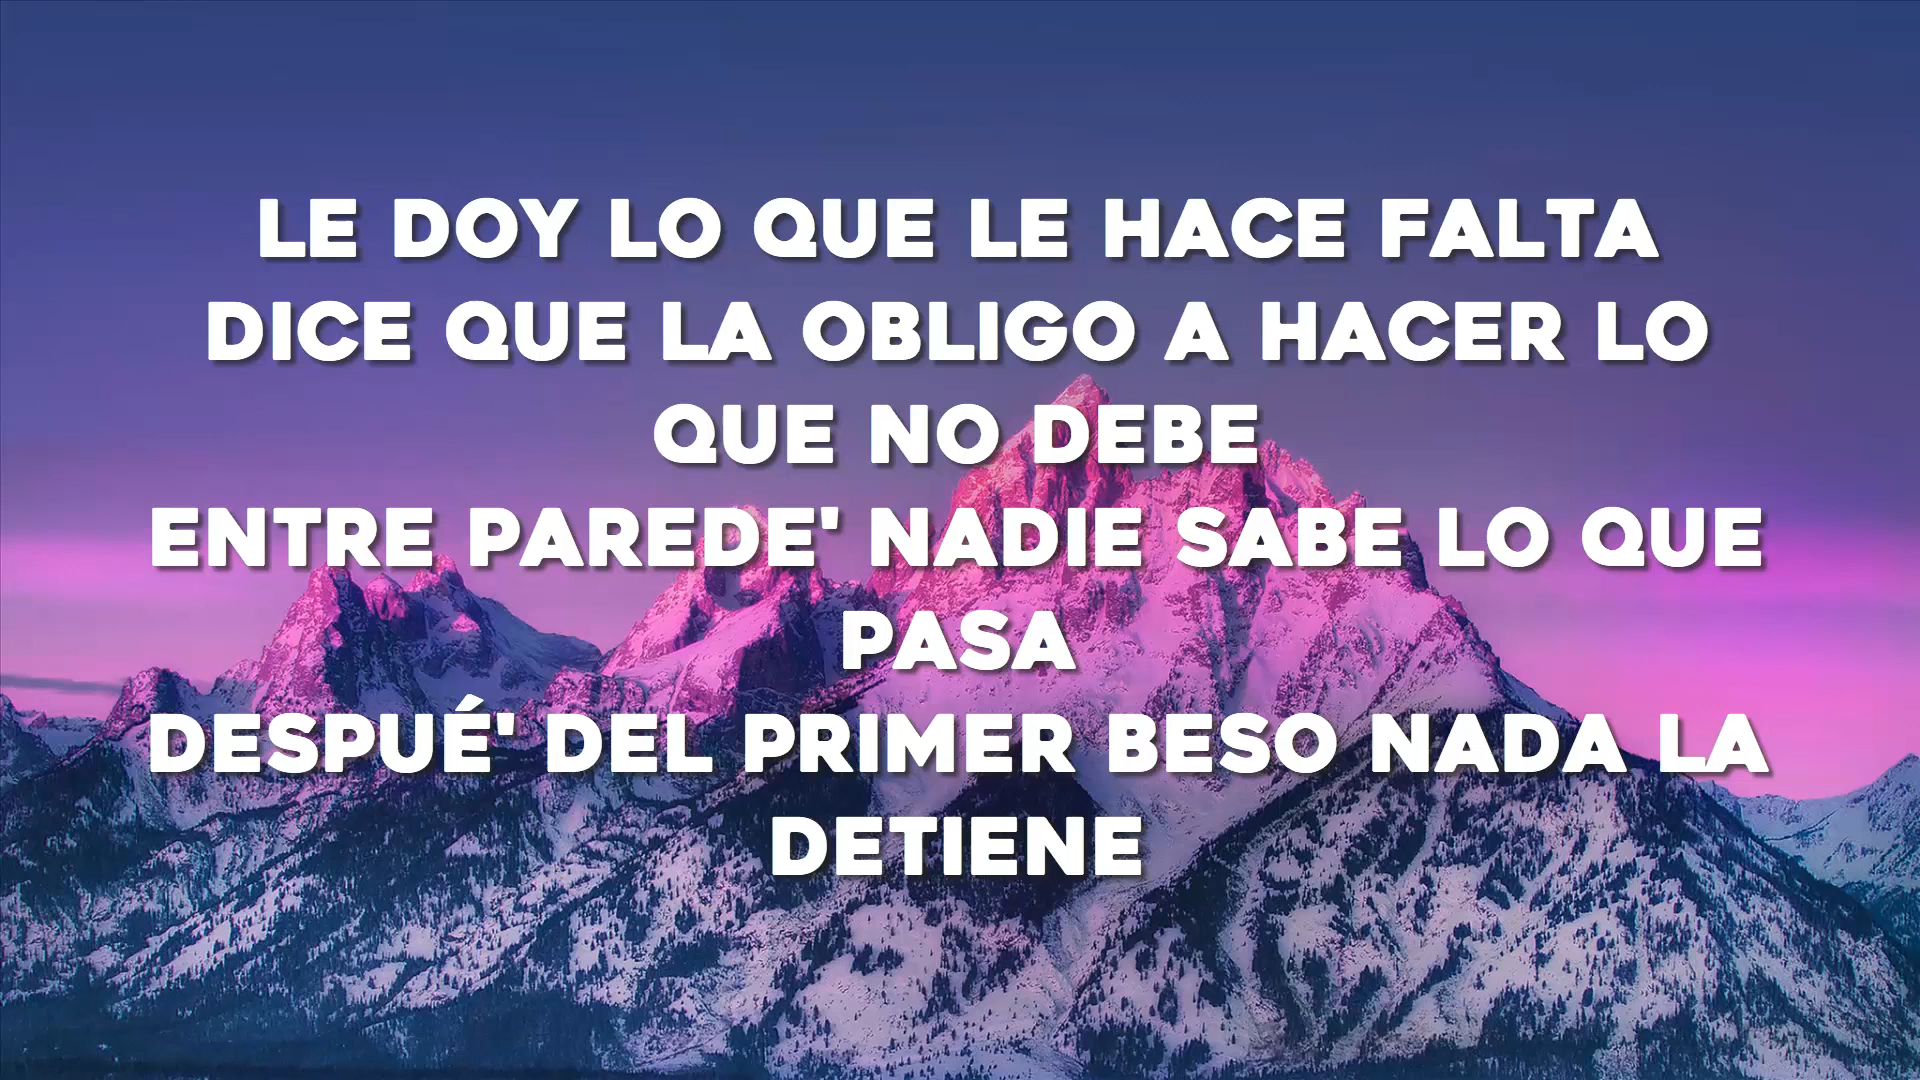 LE DOY LO QUE LE HACE FALTA
DICE QUE LA OBLIGO A HACER LO
QUE NO DEBE
ENTRE PAREDE' NADIE SABE LO QUE
PASA
DESPUÉ' DEL PRIMER BESO NADA LA
DETIENE